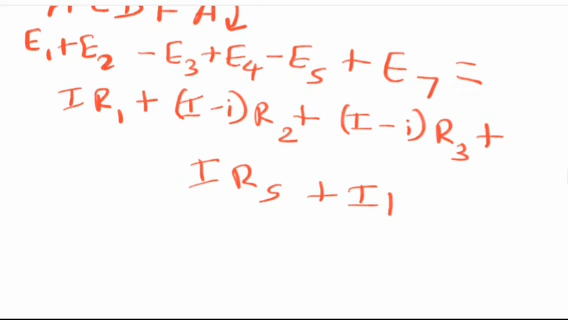 E₁+E₂ -E₃+E₄-E₅ + E₇ =
IR₁ + (I-i)R₂+ (I-i)R₃+
IR₅ + I1